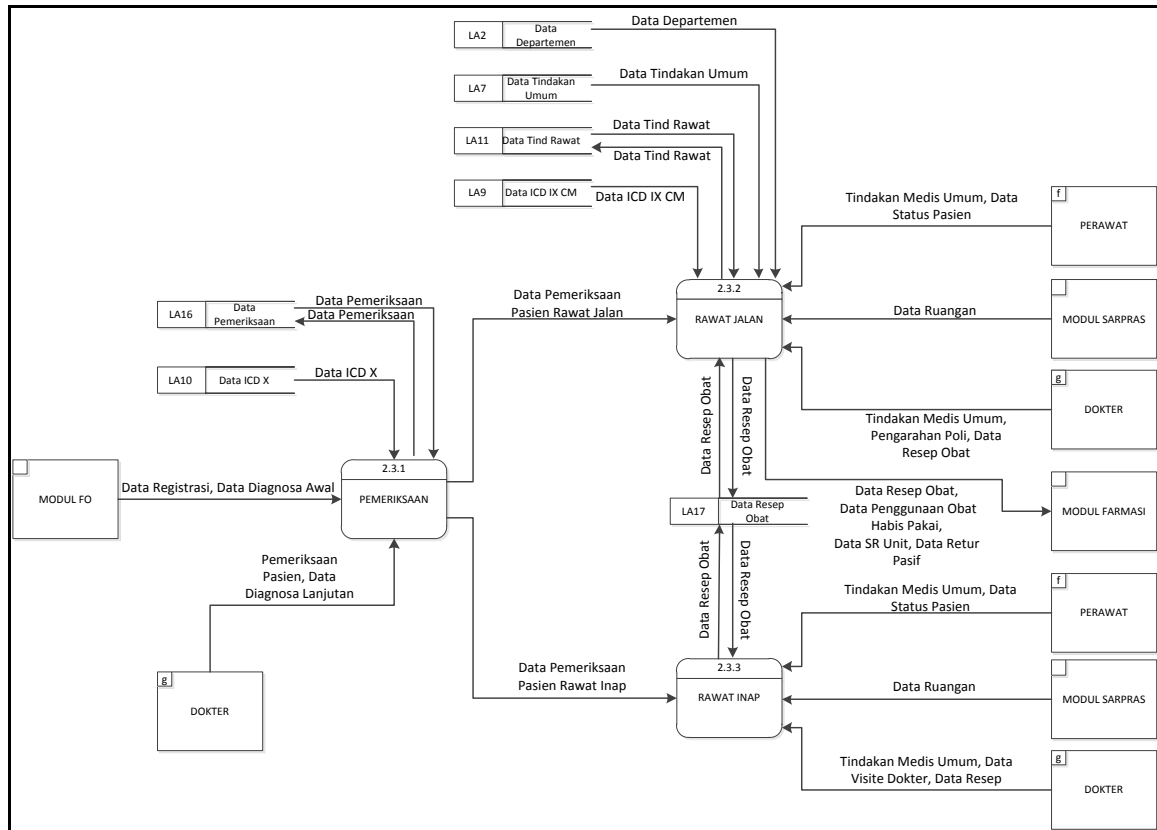 Data Departemen
LA2
Data
Departemen
Data Tindakan Umum
LA7
Data Tindakan
Umum
Data Tind Rawat
LA11
Data Tind Rawat
Data Tind Rawat
LA9
Data ICD IX CM
Data ICD IX CM
Tindakan Medis Umum, Data
Status Pasien
f
PERAWAT
2.3.2
RAWAT JALAN
Data Ruangan
MODUL SARPRAS
Data Pemeriksaan
Pasien Rawat Jalan
LA16
Data
Pemeriksaan
Data Pemeriksaan
Data Pemeriksaan
LA10
Data ICD X
Data ICD X
g
DOKTER
Tindakan Medis Umum,
Pengarahan Poli, Data
Resep Obat
Data Resep Obat
Data Resep Obat
2.3.1
PEMERIKSAAN
MODUL FO
Data Registrasi, Data Diagnosa Awal
LA17
Data Resep
Obat
Data Resep Obat,
Data Penggunaan Obat
Habis Pakai,
Data SR Unit, Data Retur
Pasif
MODUL FARMASI
Pemeriksaan
Pasien, Data
Diagnosa Lanjutan
Data Resep Obat
Data Resep Obat
Tindakan Medis Umum, Data
Status Pasien
f
PERAWAT
g
DOKTER
Data Pemeriksaan
Pasien Rawat Inap
2.3.3
RAWAT INAP
Data Ruangan
MODUL SARPRAS
Tindakan Medis Umum, Data
Visite Dokter, Data Resep
g
DOKTER